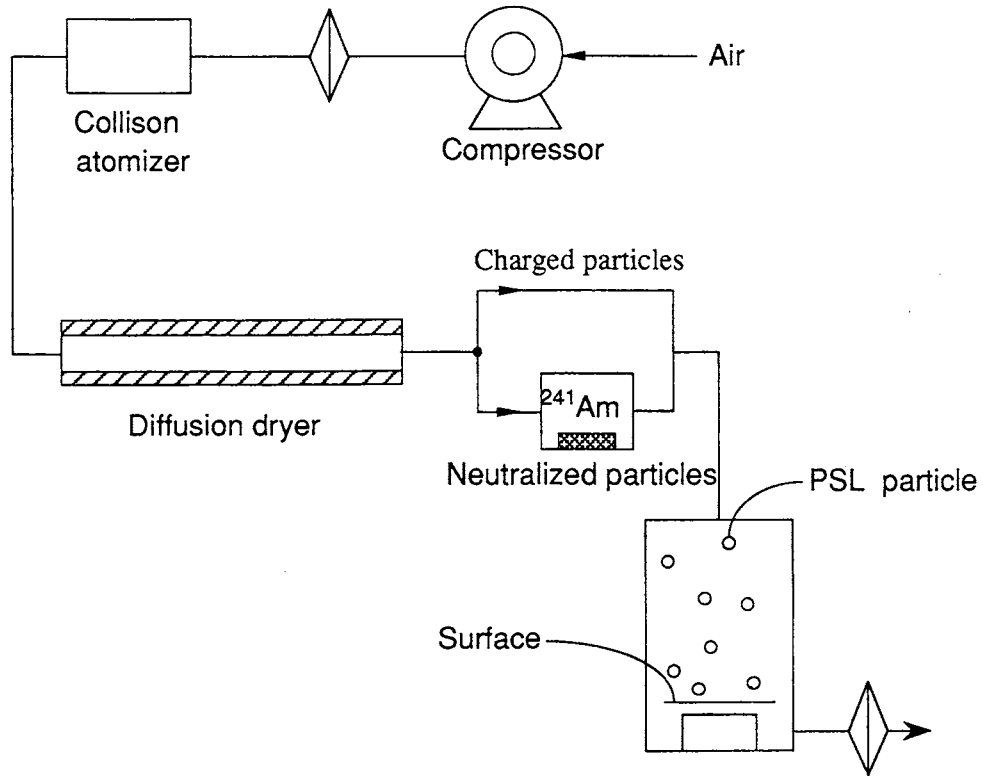 Air
Collison
atomizer
Compressor
Charged particles
²⁴¹Am
Diffusion dryer
Neutralized particles
PSL particle
Surface